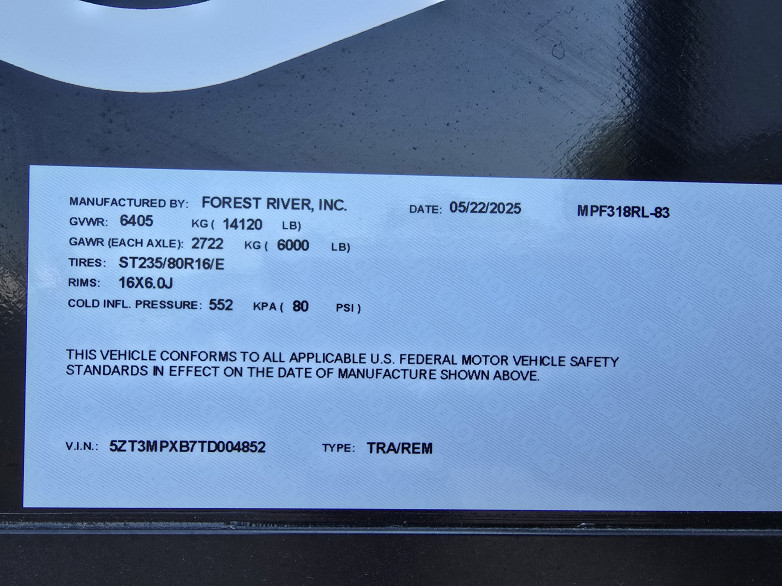 MANUFACTURED BY: FOREST RIVER, INC. DATE: 05/22/2025 MPF318RL-83
GVWR: 6405 KG ( 14120 LB)
GAWR (EACH AXLE): 2722 KG ( 6000 LB)
TIRES: ST235/80R16/E
RIMS: 16X6.0J
COLD INFL. PRESSURE: 552 KPA ( 80 PSI )
THIS VEHICLE CONFORMS TO ALL APPLICABLE U.S. FEDERAL MOTOR VEHICLE SAFETY
STANDARDS IN EFFECT ON THE DATE OF MANUFACTURE SHOWN ABOVE.
V.I.N.: 5ZT3MPXB7TD004852 TYPE: TRA/REM